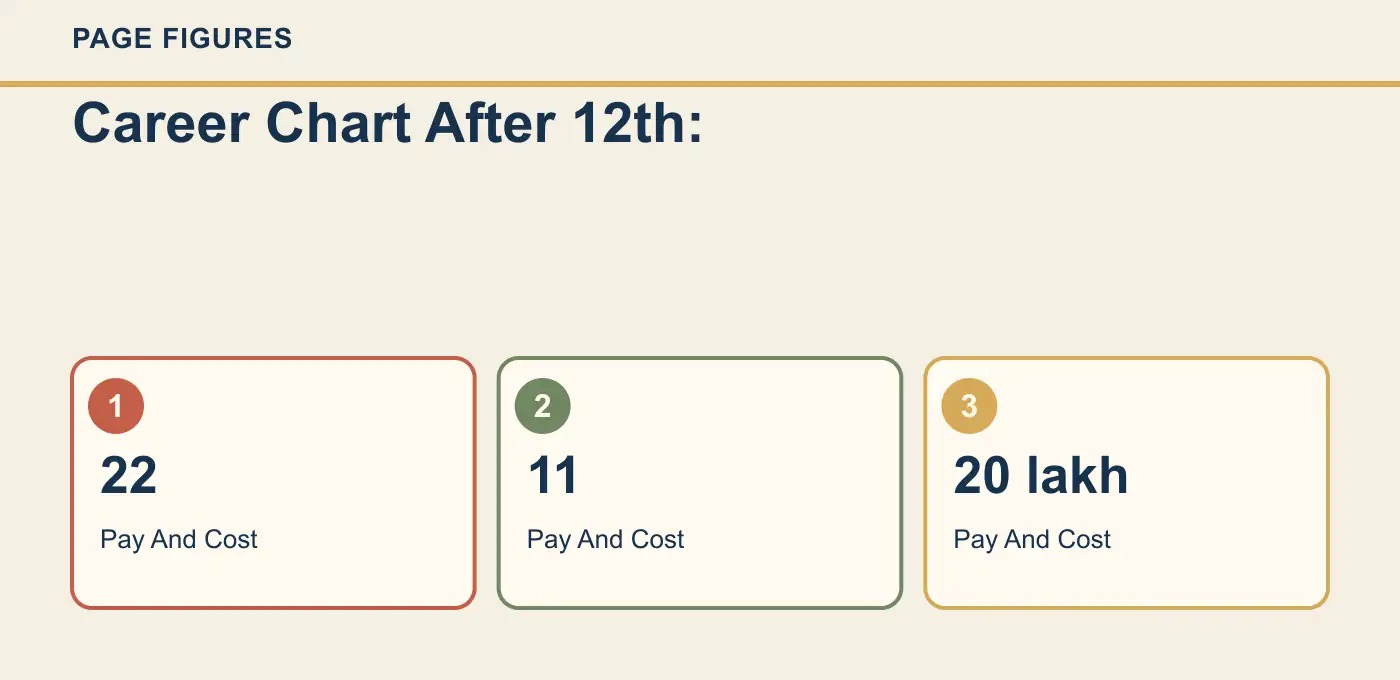 PAGE FIGURES
Career Chart After 12th:
1
22
Pay And Cost
2
11
Pay And Cost
3
20 lakh
Pay And Cost